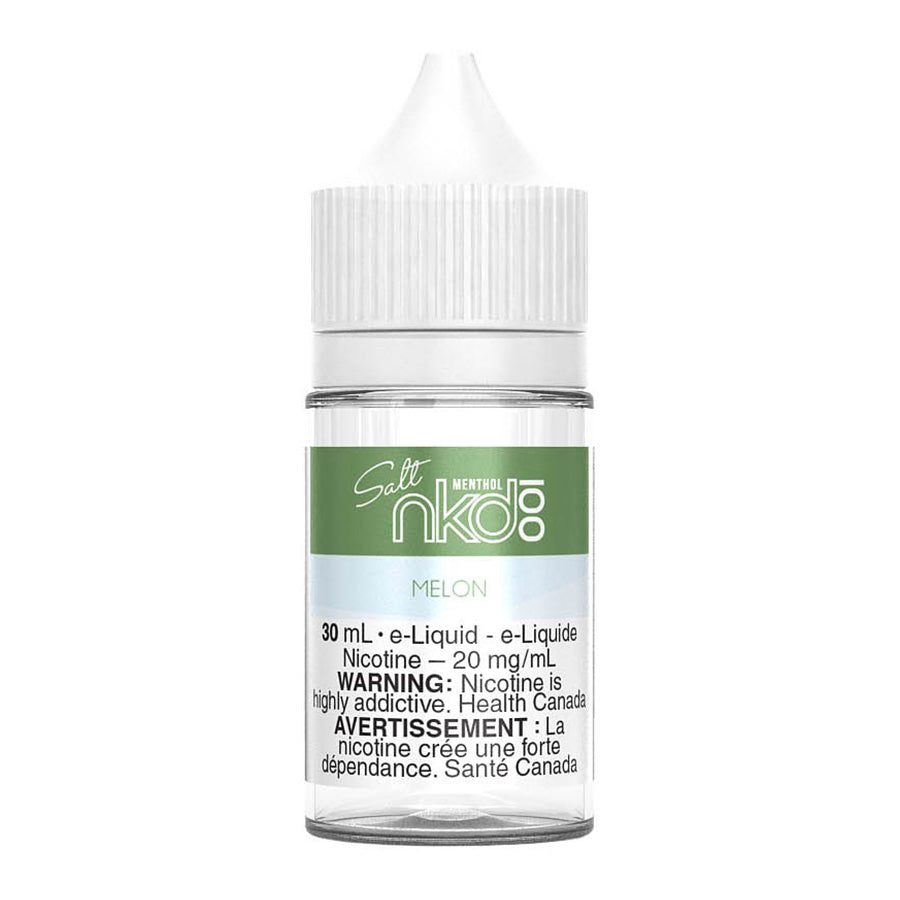 Salt
MENTHOL
nkd 100
MELON
30 mL • e-Liquid - e-Liquide
Nicotine – 20 mg/mL
WARNING: Nicotine is
highly addictive. Health Canada
AVERTISSEMENT : La
nicotine crée une forte
dépendance. Santé Canada